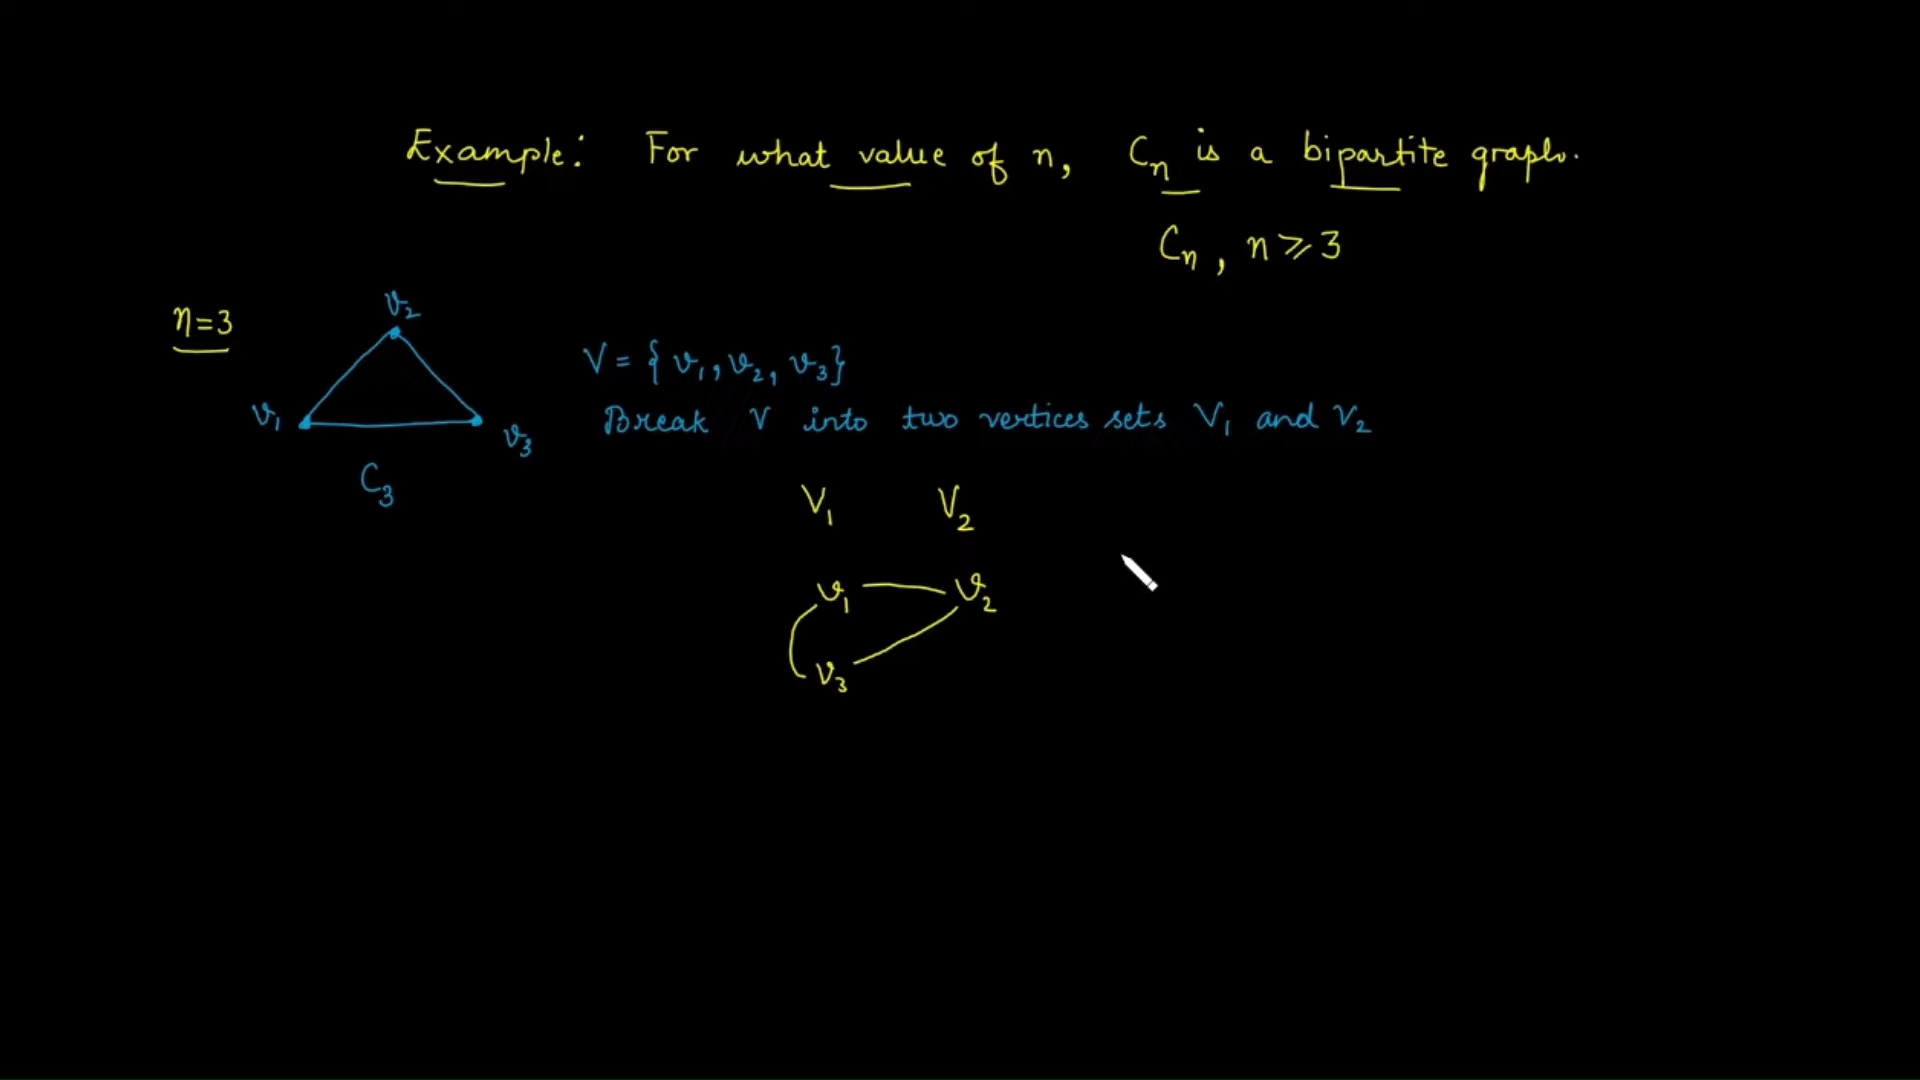 Example: For what value of n, Cₙ is a bipartite graph.
Cₙ, n ⩾ 3
n=3
v₂
V = { v₁, v₂, v₃}
v₁
v₃
Break V into two vertices sets V₁ and V₂
C₃
V₁ V₂
v₁ v₂
v₃